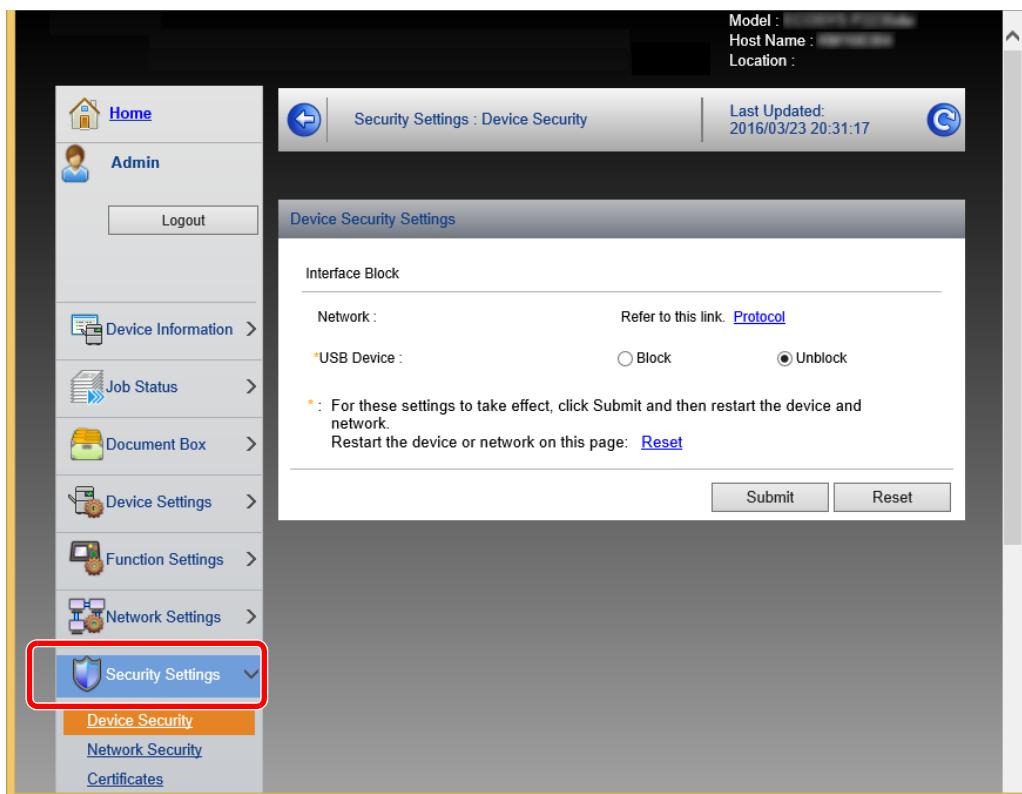 Model :
Host Name :
Location :
Home
Security Settings : Device Security
Last Updated:
2016/03/23 20:31:17
Admin
Logout
Device Security Settings
Interface Block
Network :
Refer to this link. Protocol
*USB Device :
Block
Unblock
* : For these settings to take effect, click Submit and then restart the device and
network.
Restart the device or network on this page: Reset
Submit
Reset
Device Information
Job Status
Document Box
Device Settings
Function Settings
Network Settings
Security Settings
Device Security
Network Security
Certificates